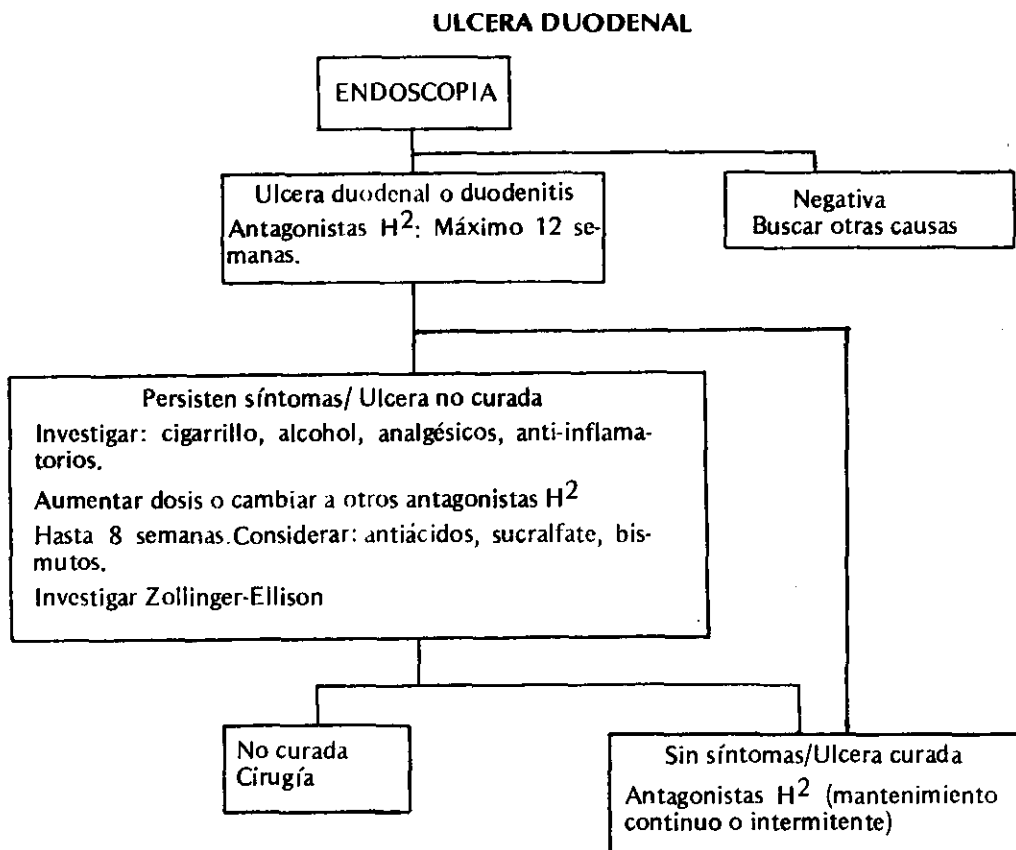 ULCERA DUODENAL
ENDOSCOPIA
Ulcera duodenal o duodenitis
Antagonistas H²: Máximo 12 se-
manas.
Negativa
Buscar otras causas
Persisten síntomas/ Ulcera no curada
Investigar: cigarrillo, alcohol, analgésicos, anti-inflama-
torios.
Aumentar dosis o cambiar a otros antagonistas H²
Hasta 8 semanas. Considerar: antiácidos, sucralfate, bis-
mutos.
Investigar Zollinger-Ellison
No curada
Cirugía
Sin síntomas/Ulcera curada
Antagonistas H² (mantenimiento
continuo o intermitente)